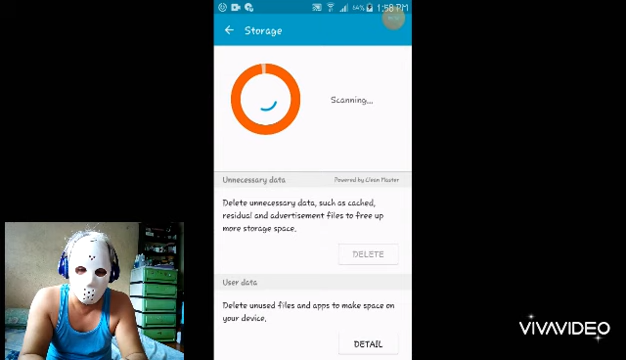 64% 1:58 PM
Storage
Scanning...
Unnecessary data Powered by Clean Master
Delete unnecessary data, such as cached,
residual and advertisement files to free up
more storage space.
DELETE
User data
Delete unused files and apps to make space on
your device.
DETAIL
VIVAVIDEO